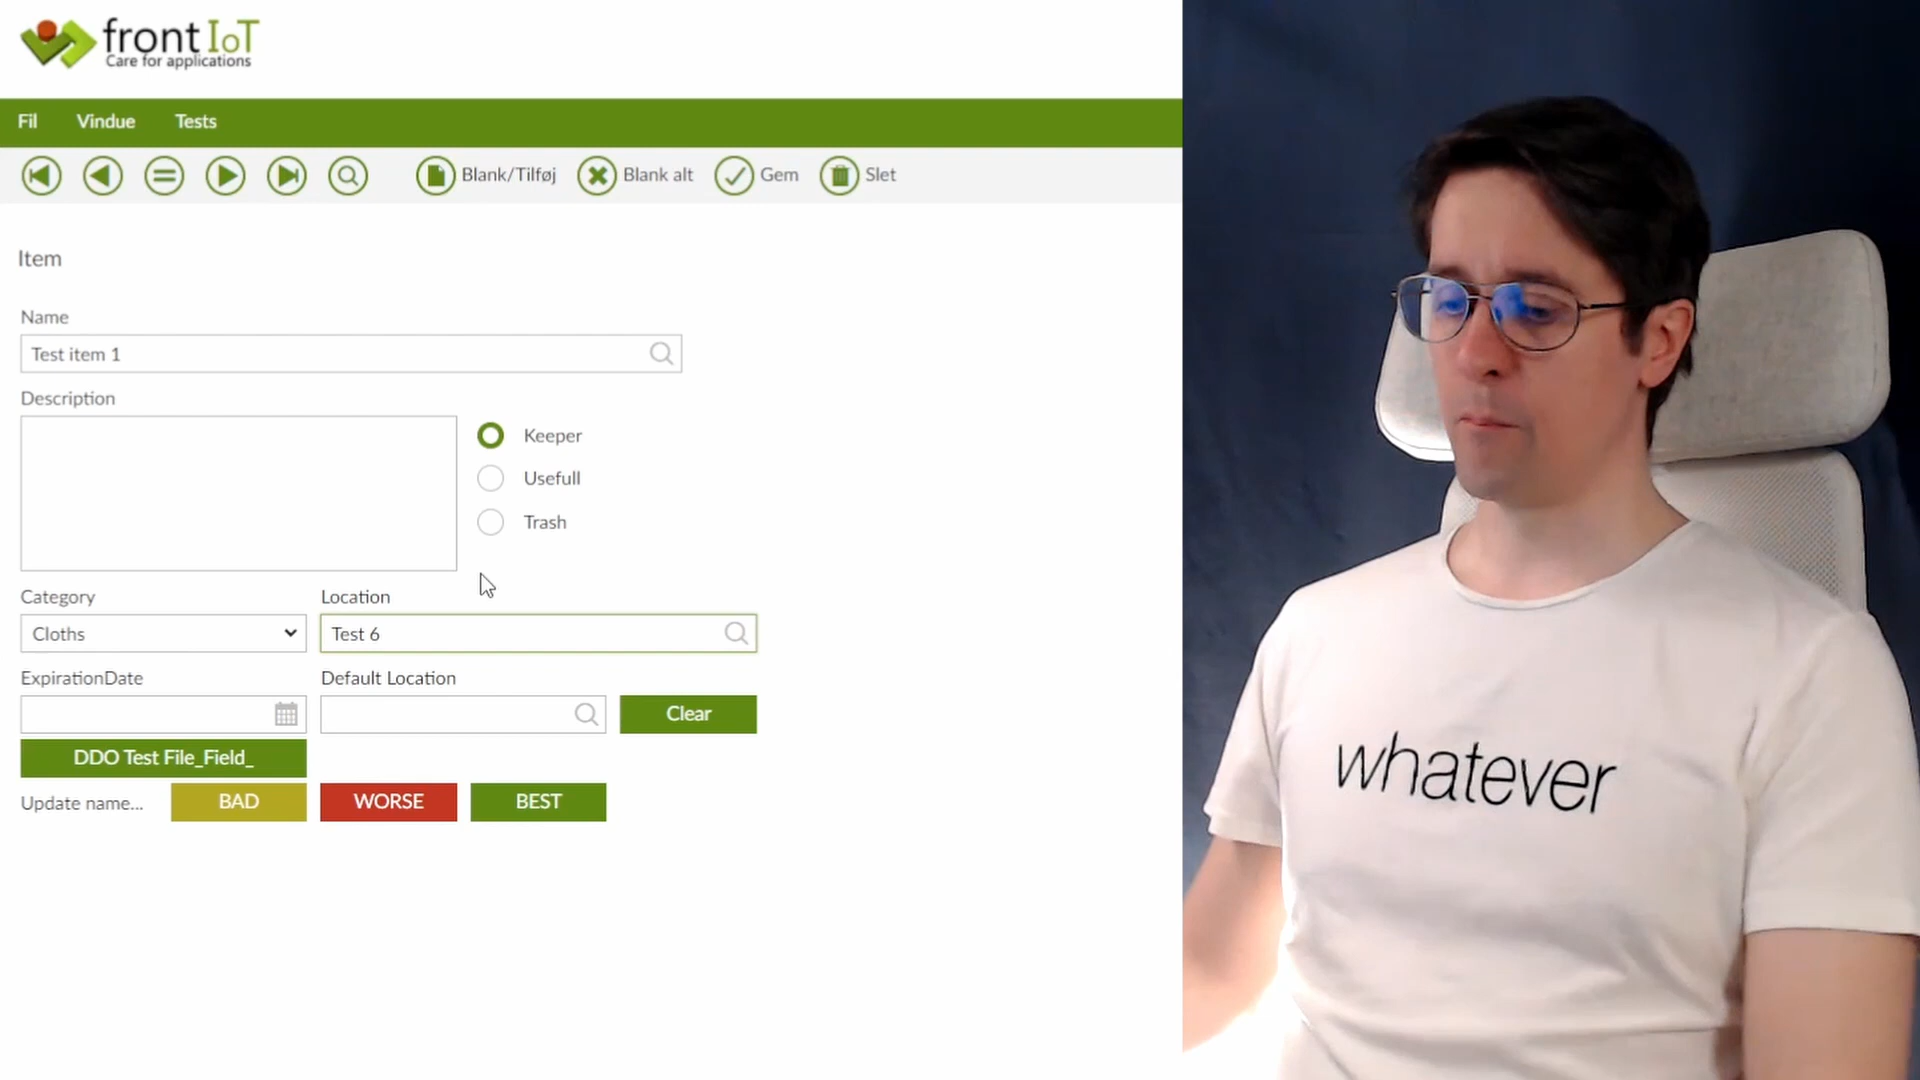 front IoT
Care for applications
Fil Vindue Tests
Blank/Tilføj Blank alt Gem Slet
Item
Name
Test item 1
Description
Keeper
Usefull
Trash
Category Location
Cloths Test 6
ExpirationDate Default Location
Clear
DDO Test File_Field_
Update name... BAD WORSE BEST
whatever